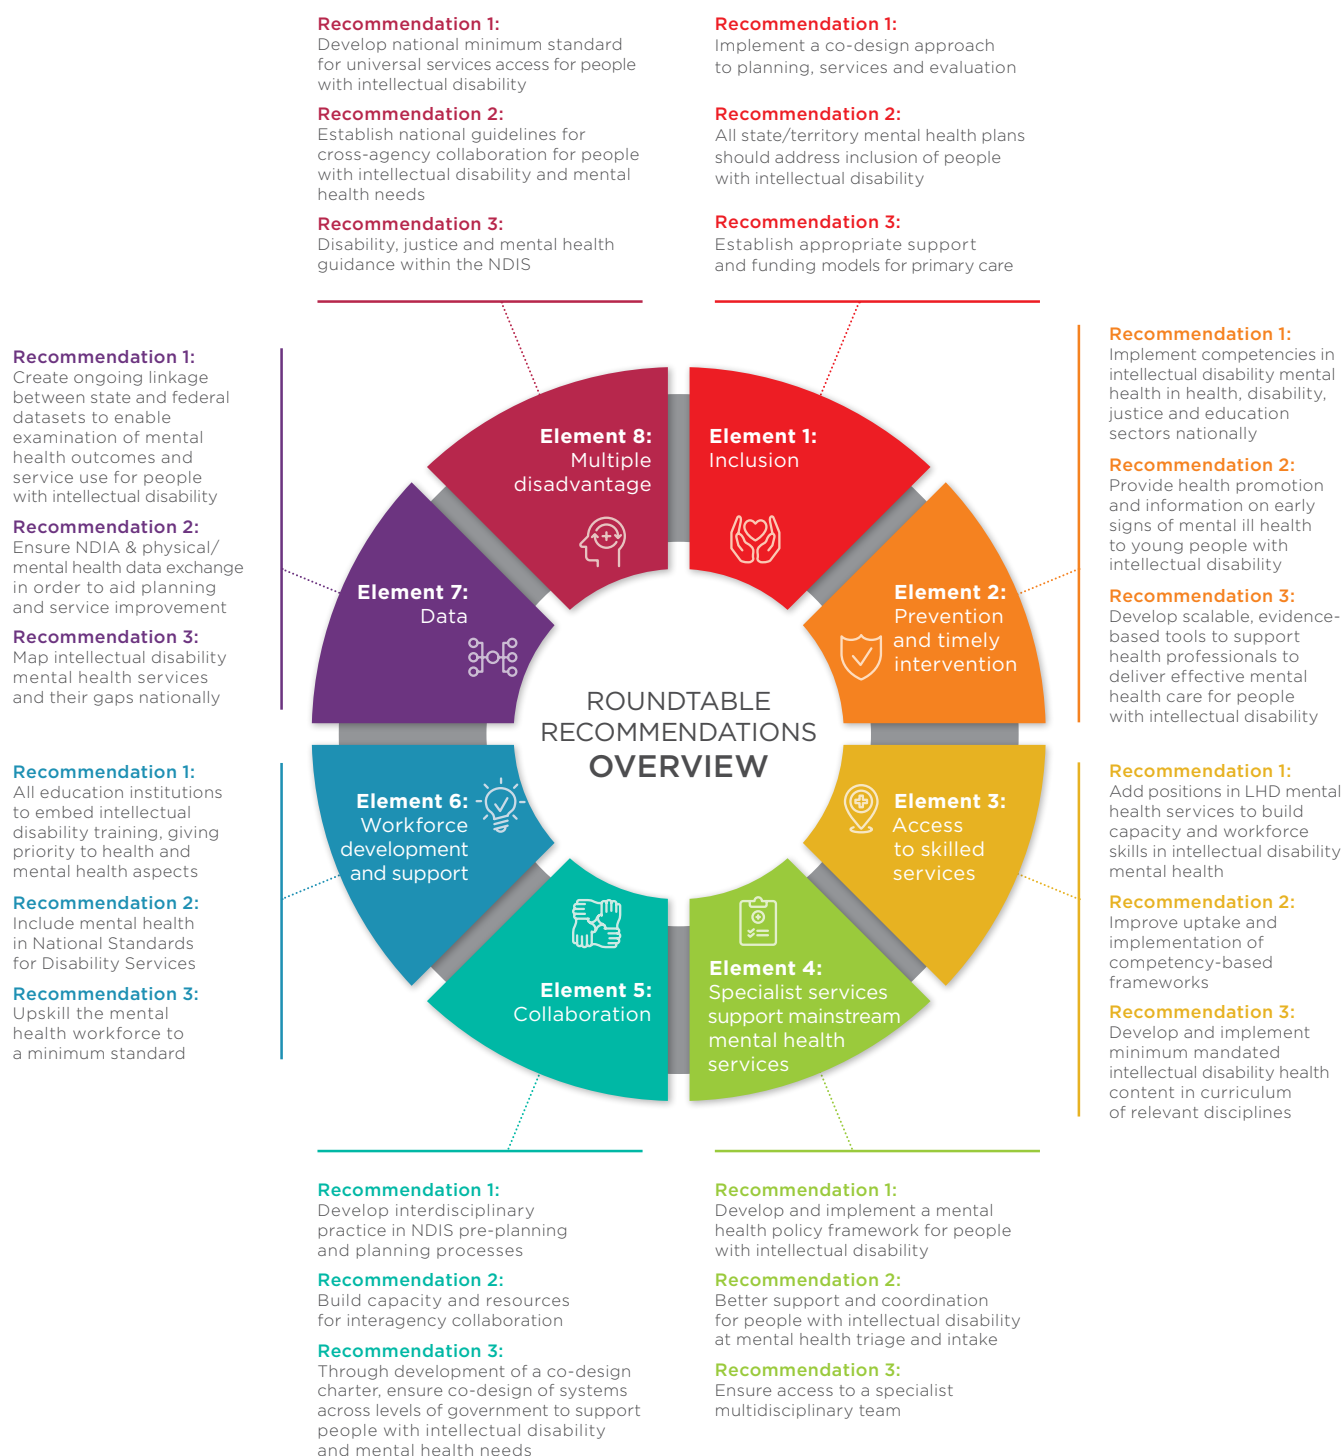 ROUNDTABLE
RECOMMENDATIONS
OVERVIEW
Element 1:
Inclusion
Recommendation 1:
Implement a co-design approach
to planning, services and evaluation
Recommendation 2:
All state/territory mental health plans
should address inclusion of people
with intellectual disability
Recommendation 3:
Establish appropriate support
and funding models for primary care
Element 2:
Prevention
and timely
intervention
Recommendation 1:
Implement competencies in
intellectual disability mental
health in health, disability,
justice and education
sectors nationally
Recommendation 2:
Provide health promotion
and information on early
signs of mental ill health
to young people with
intellectual disability
Recommendation 3:
Develop scalable, evidence-
based tools to support
health professionals to
deliver effective mental
health care for people
with intellectual disability
Element 3:
Access
to skilled
services
Recommendation 1:
Add positions in LHD mental
health services to build
capacity and workforce
skills in intellectual disability
mental health
Recommendation 2:
Improve uptake and
implementation of
competency-based
frameworks
Recommendation 3:
Develop and implement
minimum mandated
intellectual disability health
content in curriculum
of relevant disciplines
Element 4:
Specialist services
support mainstream
mental health
services
Recommendation 1:
Develop and implement a mental
health policy framework for people
with intellectual disability
Recommendation 2:
Better support and coordination
for people with intellectual disability
at mental health triage and intake
Recommendation 3:
Ensure access to a specialist
multidisciplinary team
Element 5:
Collaboration
Recommendation 1:
Develop interdisciplinary
practice in NDIS pre-planning
and planning processes
Recommendation 2:
Build capacity and resources
for interagency collaboration
Recommendation 3:
Through development of a co-design
charter, ensure co-design of systems
across levels of government to support
people with intellectual disability
and mental health needs
Element 6:
Workforce
development
and support
Recommendation 1:
All education institutions
to embed intellectual
disability training, giving
priority to health and
mental health aspects
Recommendation 2:
Include mental health
in National Standards
for Disability Services
Recommendation 3:
Upskill the mental
health workforce to
a minimum standard
Element 7:
Data
Recommendation 1:
Create ongoing linkage
between state and federal
datasets to enable
examination of mental
health outcomes and
service use for people
with intellectual disability
Recommendation 2:
Ensure NDIA & physical/
mental health data exchange
in order to aid planning
and service improvement
Recommendation 3:
Map intellectual disability
mental health services
and their gaps nationally
Element 8:
Multiple
disadvantage
Recommendation 1:
Develop national minimum standard
for universal services access for people
with intellectual disability
Recommendation 2:
Establish national guidelines for
cross-agency collaboration for people
with intellectual disability and mental
health needs
Recommendation 3:
Disability, justice and mental health
guidance within the NDIS